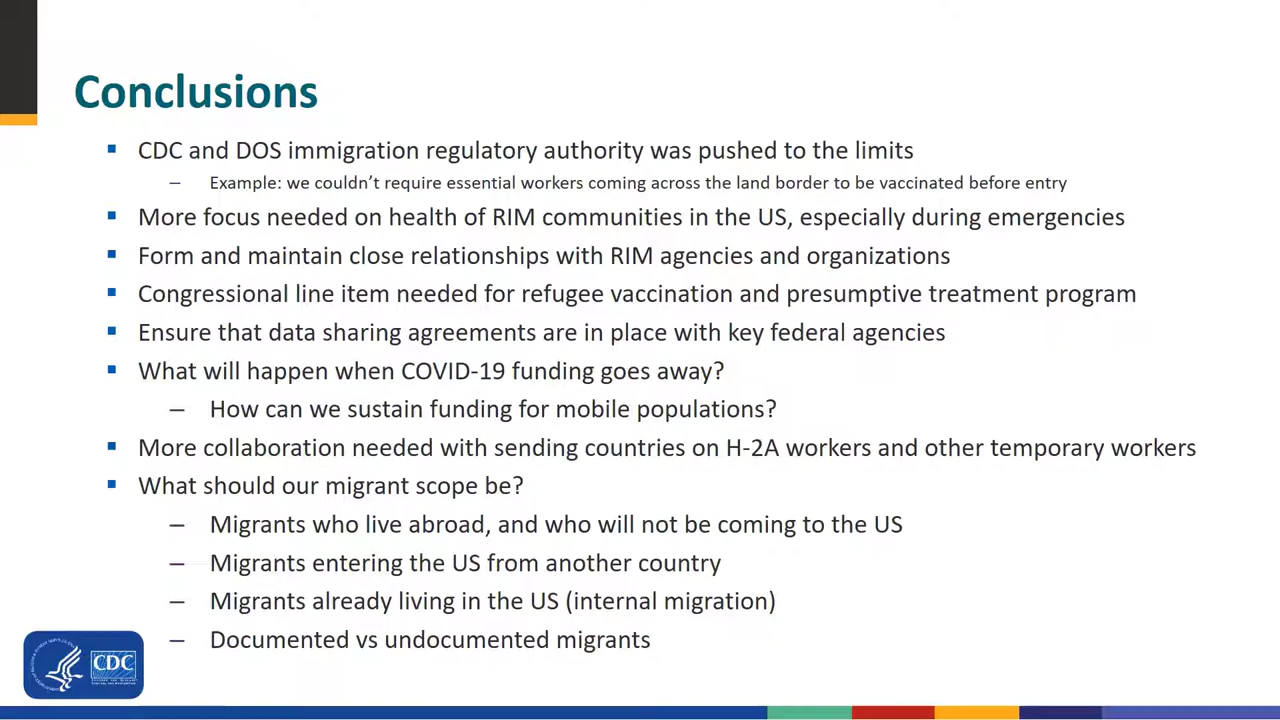 Conclusions
▪ CDC and DOS immigration regulatory authority was pushed to the limits
– Example: we couldn’t require essential workers coming across the land border to be vaccinated before entry
▪ More focus needed on health of RIM communities in the US, especially during emergencies
▪ Form and maintain close relationships with RIM agencies and organizations
▪ Congressional line item needed for refugee vaccination and presumptive treatment program
▪ Ensure that data sharing agreements are in place with key federal agencies
▪ What will happen when COVID-19 funding goes away?
– How can we sustain funding for mobile populations?
▪ More collaboration needed with sending countries on H-2A workers and other temporary workers
▪ What should our migrant scope be?
– Migrants who live abroad, and who will not be coming to the US
– Migrants entering the US from another country
– Migrants already living in the US (internal migration)
– Documented vs undocumented migrants
CDC